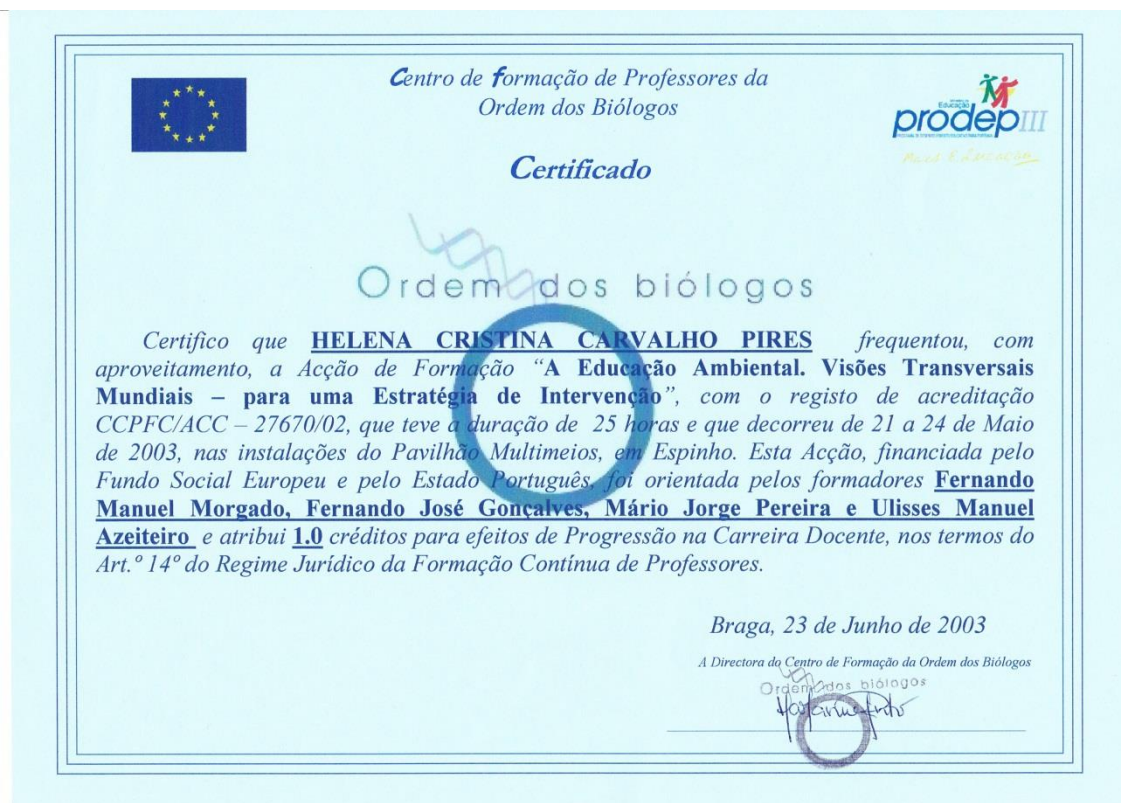 Centro de formação de Professores da
Ordem dos Biólogos
Educação
prodepIII
Mais Educação
Certificado
Ordem dos biólogos
Certifico que HELENA CRISTINA CARVALHO PIRES frequentou, com
aproveitamento, a Acção de Formação “A Educação Ambiental. Visões Transversais
Mundiais – para uma Estratégia de Intervenção”, com o registo de acreditação
CCPFC/ACC – 27670/02, que teve a duração de 25 horas e que decorreu de 21 a 24 de Maio
de 2003, nas instalações do Pavilhão Multimeios, em Espinho. Esta Acção, financiada pelo
Fundo Social Europeu e pelo Estado Português, foi orientada pelos formadores Fernando
Manuel Morgado, Fernando José Gonçalves, Mário Jorge Pereira e Ulisses Manuel
Azeiteiro e atribui 1.0 créditos para efeitos de Progressão na Carreira Docente, nos termos do
Art.º 14º do Regime Jurídico da Formação Contínua de Professores.
Braga, 23 de Junho de 2003
A Directora do Centro de Formação da Ordem dos Biólogos
Ordem dos biólogos